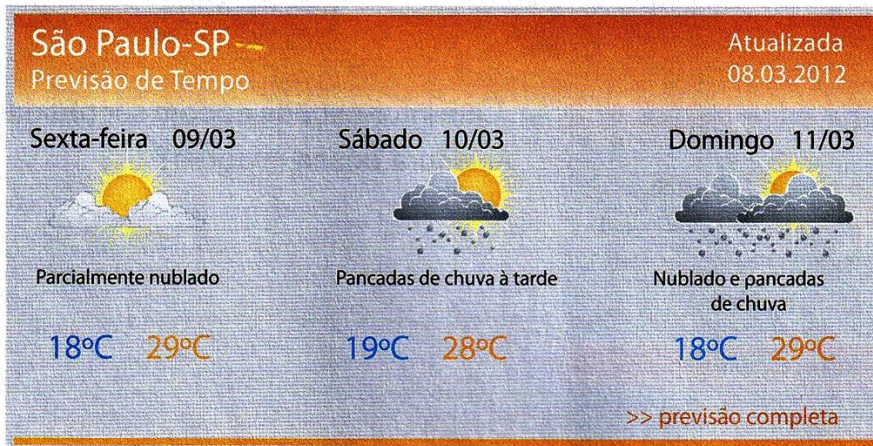 São Paulo-SP
Previsão de Tempo
Atualizada
08.03.2012
Sexta-feira 09/03
Parcialmente nublado
18ºC 29ºC
Sábado 10/03
Pancadas de chuva à tarde
19ºC 28ºC
Domingo 11/03
Nublado e pancadas
de chuva
18ºC 29ºC
>> previsão completa